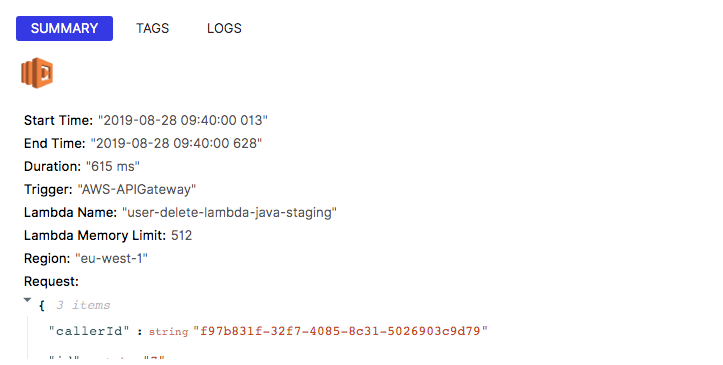 SUMMARY TAGS LOGS
Start Time: "2019-08-28 09:40:00 013"
End Time: "2019-08-28 09:40:00 628"
Duration: "615 ms"
Trigger: "AWS-APIGateway"
Lambda Name: "user-delete-lambda-java-staging"
Lambda Memory Limit: 512
Region: "eu-west-1"
Request:
{ 3 items
"callerId" : string "f97b831f-32f7-4085-8c31-5026903c9d79"